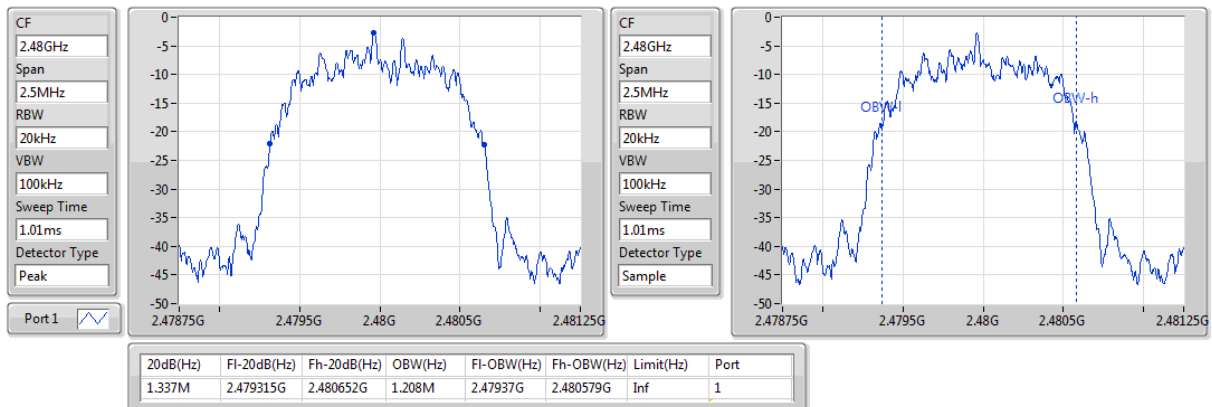 CF
2.48GHz
Span
2.5MHz
RBW
20kHz
VBW
100kHz
Sweep Time
1.01ms
Detector Type
Peak
Port 1
0-
-5-
-10-
-15-
-20-
-25-
-30-
-35-
-40-
-45-
-50-
2.47875G 2.4795G 2.48G 2.4805G 2.48125G
CF
2.48GHz
Span
2.5MHz
RBW
20kHz
VBW
100kHz
Sweep Time
1.01ms
Detector Type
Sample
0-
-5-
-10-
-15-
-20-
-25-
-30-
-35-
-40-
-45-
-50-
OBW-l
OBW-h
2.47875G 2.4795G 2.48G 2.4805G 2.48125G
20dB(Hz) Fl-20dB(Hz) Fh-20dB(Hz) OBW(Hz) Fl-OBW(Hz) Fh-OBW(Hz) Limit(Hz) Port
1.337M 2.479315G 2.480652G 1.208M 2.47937G 2.480579G Inf 1